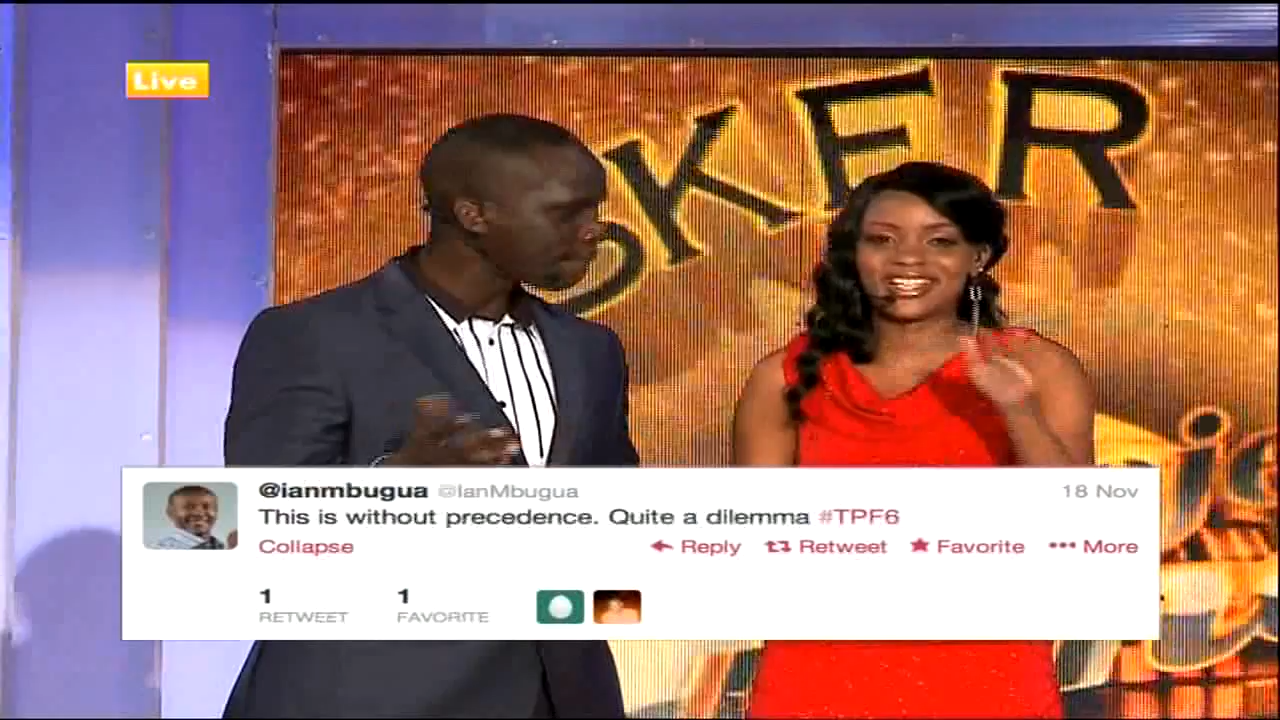 Live
SKER
@ianmbugua @IanMbugua 18 Nov
This is without precedence. Quite a dilemma #TPF6
Collapse Reply Retweet Favorite More
1 1
RETWEET FAVORITE